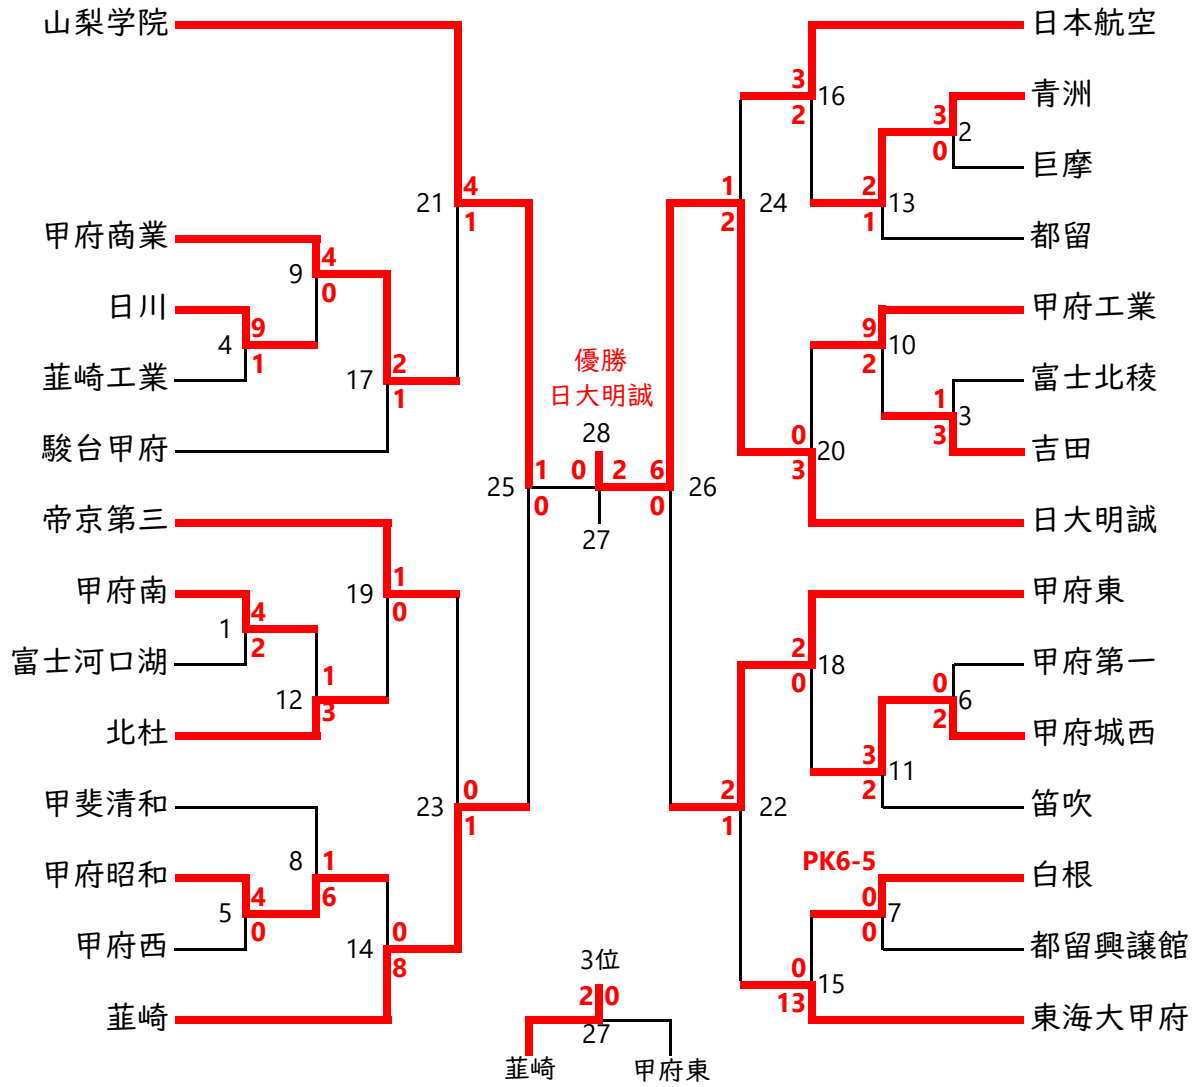 山梨学院
4
21
1
甲府商業
4
9
0
日川
9
4
1
韮崎工業
2
17
1
駿台甲府
帝京第三
1
19
0
甲府南
4
1
2
富士河口湖
1
12
3
北杜
甲斐清和
8
1
6
甲府昭和
4
5
0
甲府西
0
14
8
韮崎
0
23
1
1
25
0
優勝
日大明誠
28
0 2
27
6
26
0
日本航空
3
16
2
青洲
3
2
0
巨摩
2
13
1
都留
1
24
2
甲府工業
9
10
2
富士北稜
1
3
3
吉田
0
20
3
日大明誠
甲府東
2
18
0
甲府第一
0
6
2
甲府城西
3
11
2
笛吹
2
22
1
PK6-5
白根
0
7
0
都留興譲館
0
15
13
東海大甲府
3位
2 0
27
韮崎 甲府東